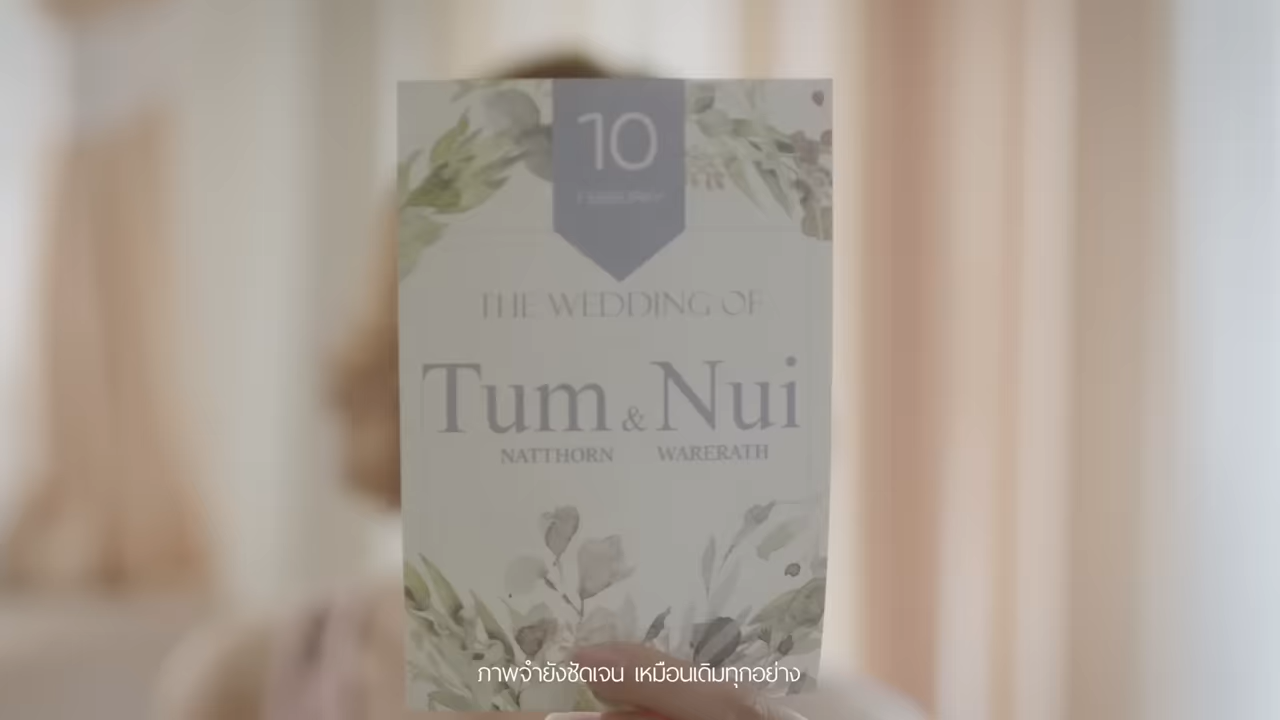 10
THE WEDDING OF
Tum & Nui
NATTHORN WARERATH
ภาพจำยังชัดเจน เหมือนเดิมทุกอย่าง